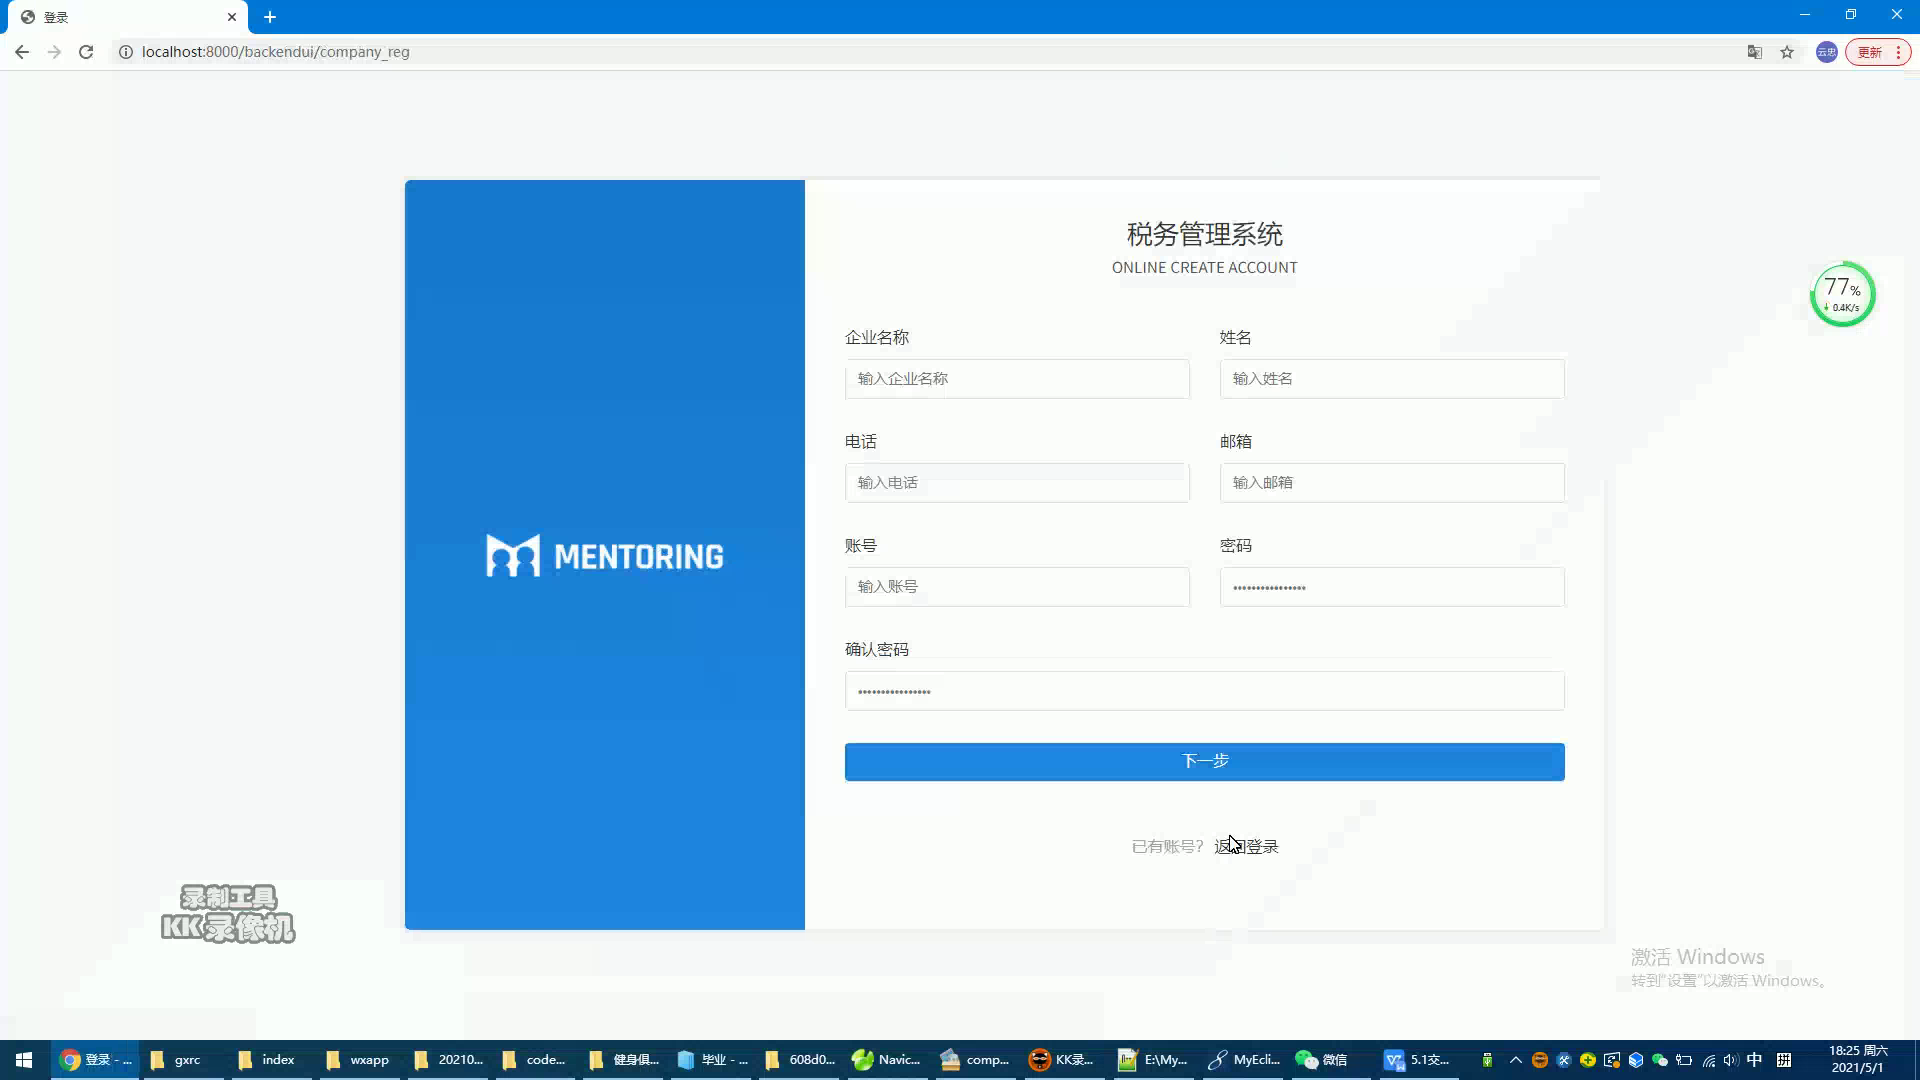 登录
localhost:8000/backendui/company_reg
更新
税务管理系统
ONLINE CREATE ACCOUNT
77%
0.4K/s
企业名称
姓名
输入企业名称
输入姓名
电话
邮箱
输入电话
输入邮箱
账号
密码
输入账号
••••••••••••••••
确认密码
••••••••••••••••
MENTORING
下一步
已有账号? 返回登录
录制工具
KK录像机
激活 Windows
转到"设置"以激活 Windows。
登录 - ...
gxrc
index
wxapp
20210...
code...
健身俱...
毕业 - ...
608d0...
Navic...
comp...
KK录...
E:\My...
MyEcli...
微信
5.1交...
中
拼
18:25 周六
2021/5/1